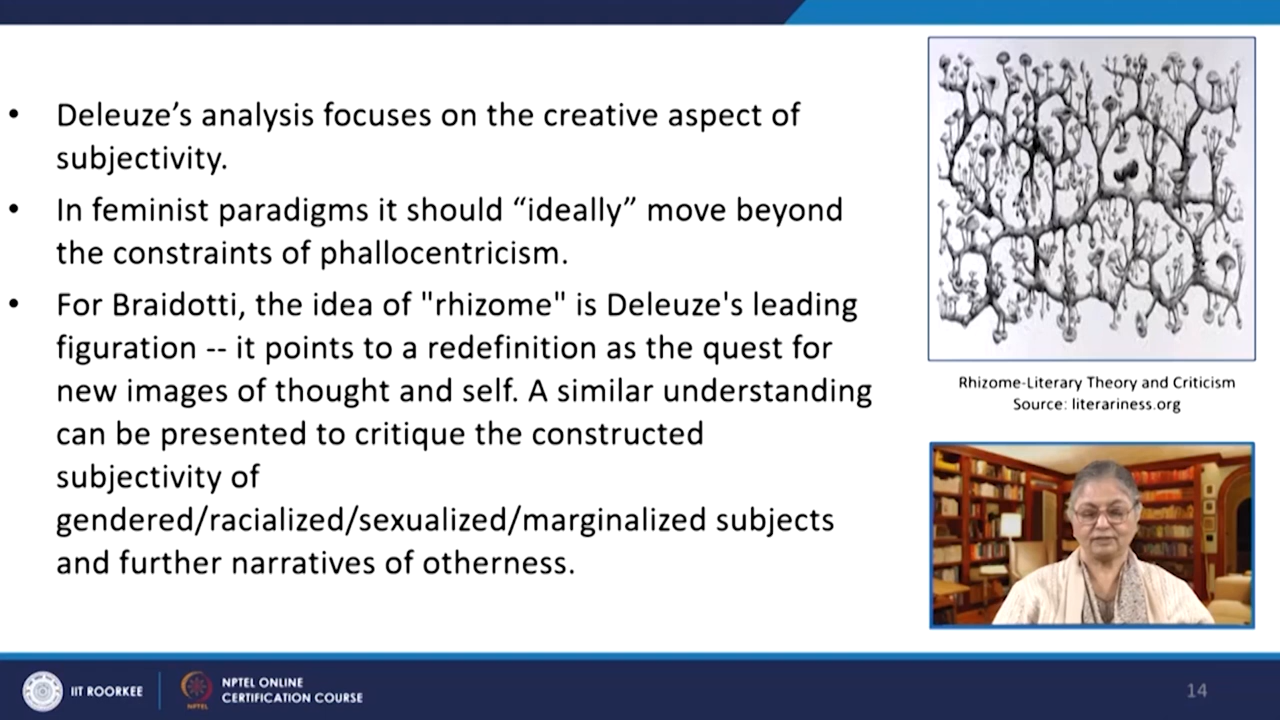 • Deleuze’s analysis focuses on the creative aspect of
subjectivity.
• In feminist paradigms it should “ideally” move beyond
the constraints of phallocentricism.
• For Braidotti, the idea of "rhizome" is Deleuze's leading
figuration -- it points to a redefinition as the quest for
new images of thought and self. A similar understanding
can be presented to critique the constructed
subjectivity of
gendered/racialized/sexualized/marginalized subjects
and further narratives of otherness.
Rhizome-Literary Theory and Criticism
Source: literariness.org
IIT ROORKEE
NPTEL
NPTEL ONLINE
CERTIFICATION COURSE
14